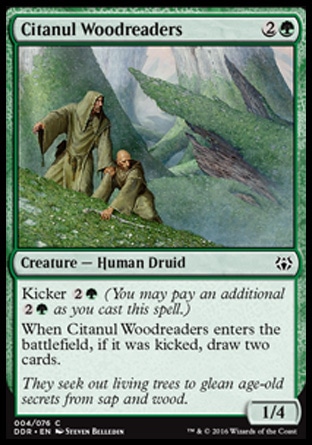 Citanul Woodreaders 2
Creature — Human Druid
Kicker 2 (You may pay an additional
2 as you cast this spell.)
When Citanul Woodreaders enters the
battlefield, if it was kicked, draw two
cards.
They seek out living trees to glean age-old
secrets from sap and wood.
1/4
004/076 C
DDR • EN Steven Belledin
™ & © 2016 Wizards of the Coast